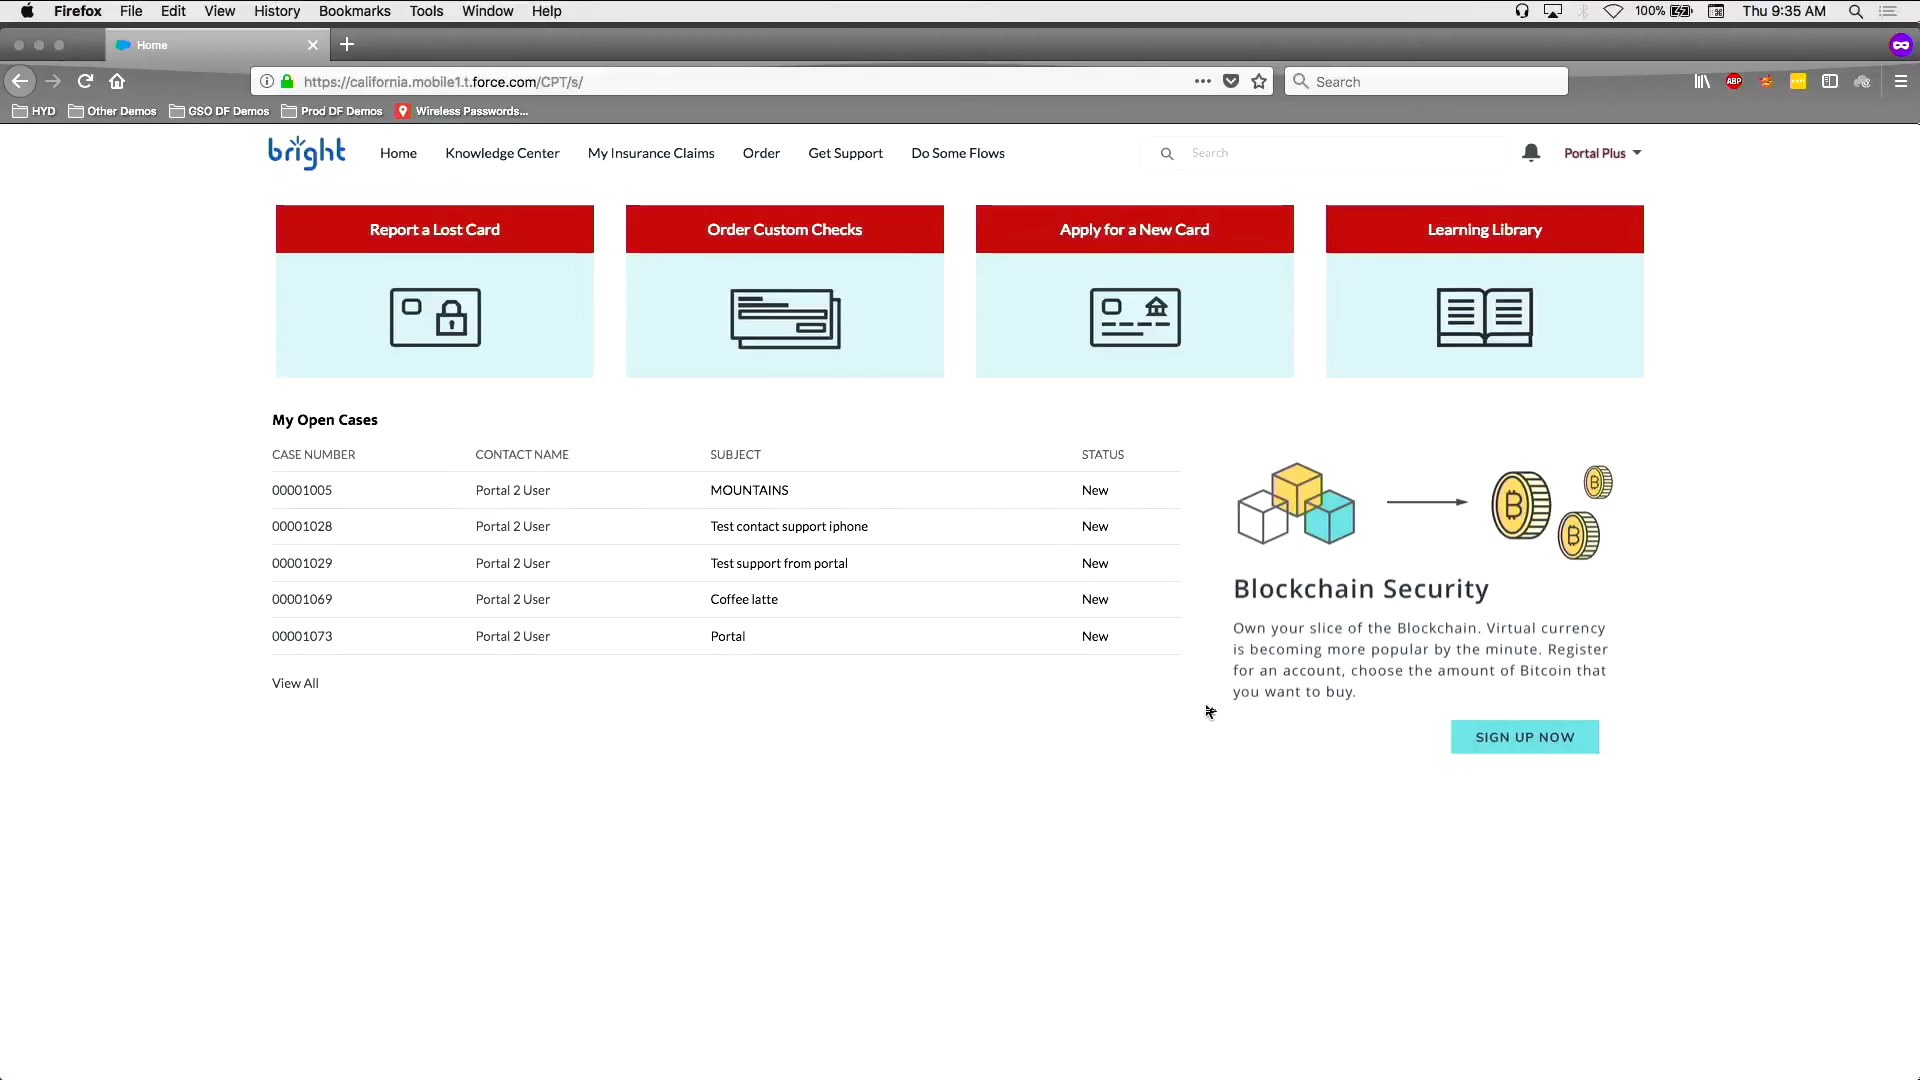 Firefox File Edit View History Bookmarks Tools Window Help 100% Thu 9:35 AM
Home
https://california.mobile1.t.force.com/CPT/s/ Search ABP
HYD Other Demos GSO DF Demos Prod DF Demos Wireless Passwords...
bright Home Knowledge Center My Insurance Claims Order Get Support Do Some Flows Search Portal Plus
Report a Lost Card Order Custom Checks Apply for a New Card Learning Library
My Open Cases
CASE NUMBER CONTACT NAME SUBJECT STATUS
00001005 Portal 2 User MOUNTAINS New
00001028 Portal 2 User Test contact support iphone New
00001029 Portal 2 User Test support from portal New
00001069 Portal 2 User Coffee latte New
00001073 Portal 2 User Portal New
View All
Blockchain Security
Own your slice of the Blockchain. Virtual currency
is becoming more popular by the minute. Register
for an account, choose the amount of Bitcoin that
you want to buy.
SIGN UP NOW